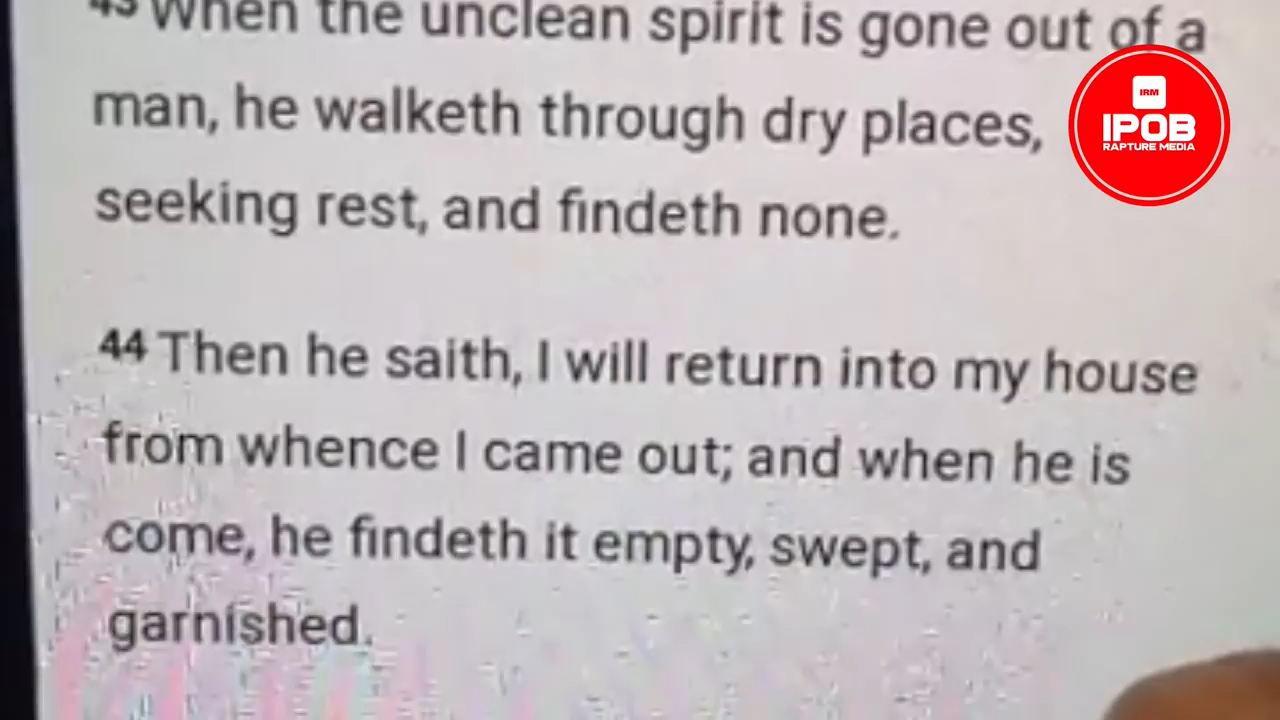 43 When the unclean spirit is gone out of a
man, he walketh through dry places,
seeking rest, and findeth none.
44 Then he saith, I will return into my house
from whence I came out; and when he is
come, he findeth it empty, swept, and
garnished.
IRM
IPOB
RAPTURE MEDIA